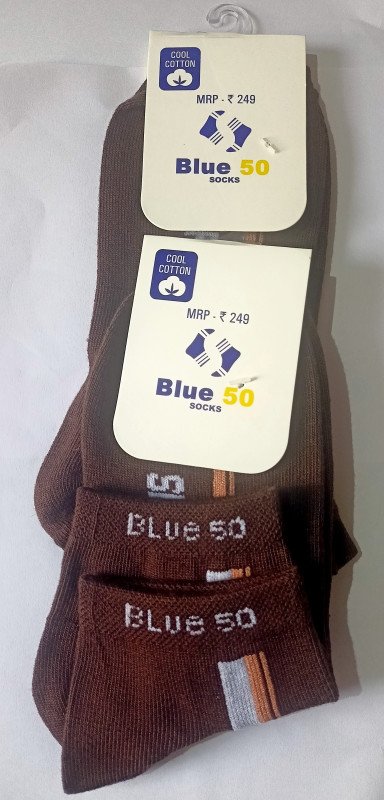 COOL
COTTON
MRP - ₹ 249
Blue 50
SOCKS
COOL
COTTON
MRP - ₹ 249
Blue 50
SOCKS
BLUe 50
BLUe 50